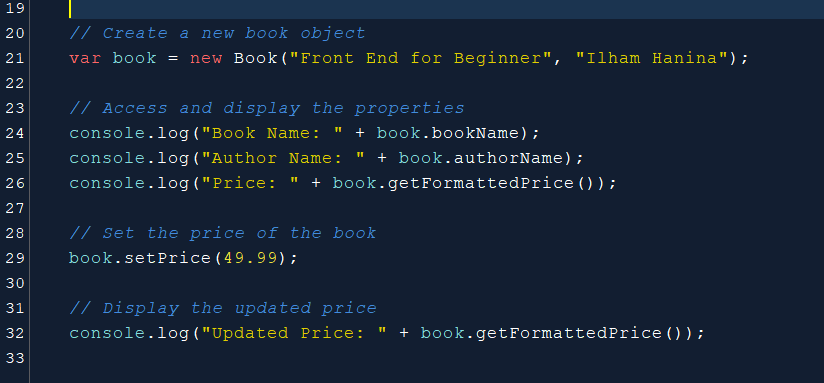 19
20 // Create a new book object
21 var book = new Book("Front End for Beginner", "Ilham Hanina");
22
23 // Access and display the properties
24 console.log("Book Name: " + book.bookName);
25 console.log("Author Name: " + book.authorName);
26 console.log("Price: " + book.getFormattedPrice());
27
28 // Set the price of the book
29 book.setPrice(49.99);
30
31 // Display the updated price
32 console.log("Updated Price: " + book.getFormattedPrice());
33